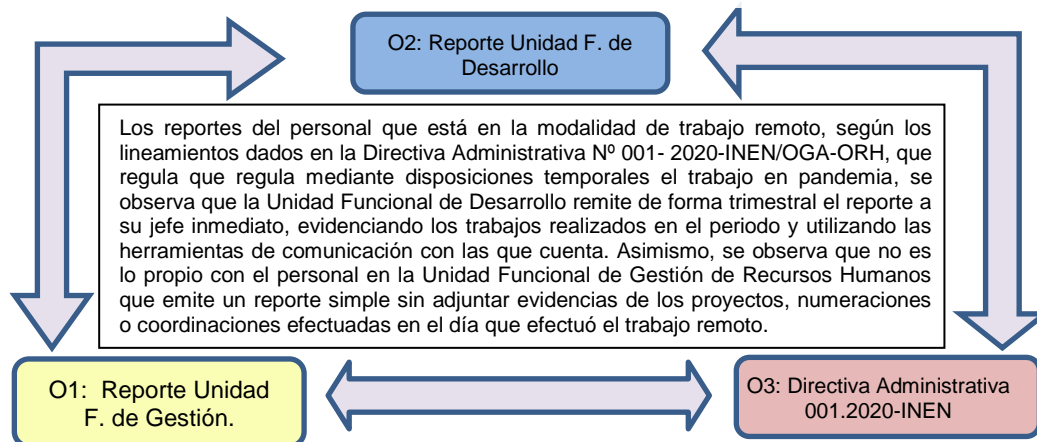 O2: Reporte Unidad F. de
Desarrollo
Los reportes del personal que está en la modalidad de trabajo remoto, según los
lineamientos dados en la Directiva Administrativa Nº 001- 2020-INEN/OGA-ORH, que
regula que regula mediante disposiciones temporales el trabajo en pandemia, se
observa que la Unidad Funcional de Desarrollo remite de forma trimestral el reporte a
su jefe inmediato, evidenciando los trabajos realizados en el periodo y utilizando las
herramientas de comunicación con las que cuenta. Asimismo, se observa que no es
lo propio con el personal en la Unidad Funcional de Gestión de Recursos Humanos
que emite un reporte simple sin adjuntar evidencias de los proyectos, numeraciones
o coordinaciones efectuadas en el día que efectuó el trabajo remoto.
O1: Reporte Unidad
F. de Gestión.
O3: Directiva Administrativa
001.2020-INEN